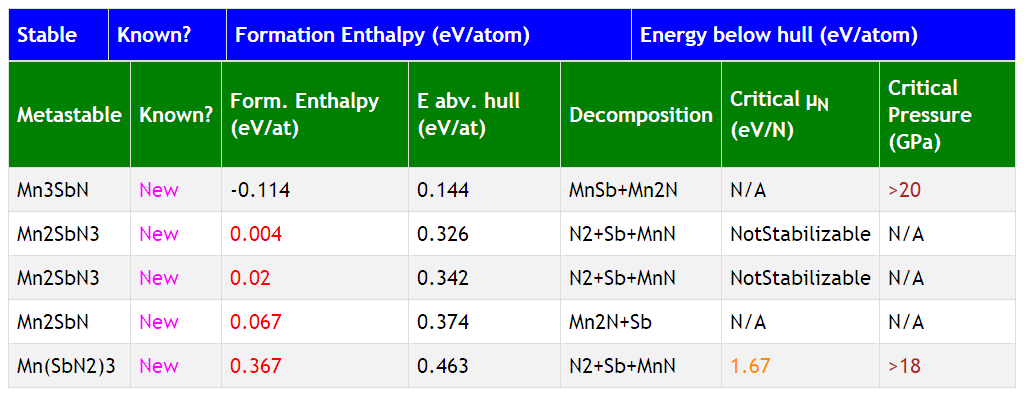 Stable Known? Formation Enthalpy (eV/atom) Energy below hull (eV/atom)
Metastable Known? Form. Enthalpy (eV/at) E abv. hull (eV/at) Decomposition Critical μN (eV/N) Critical Pressure (GPa)
Mn3SbN New -0.114 0.144 MnSb+Mn2N N/A >20
Mn2SbN3 New 0.004 0.326 N2+Sb+MnN NotStabilizable N/A
Mn2SbN3 New 0.02 0.342 N2+Sb+MnN NotStabilizable N/A
Mn2SbN New 0.067 0.374 Mn2N+Sb N/A N/A
Mn(SbN2)3 New 0.367 0.463 N2+Sb+MnN 1.67 >18